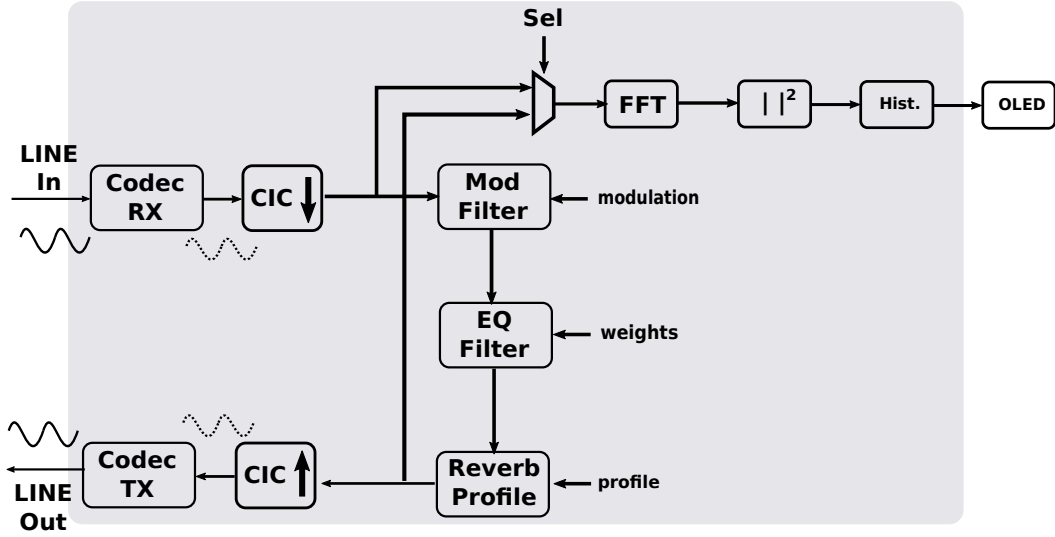 Sel
FFT
| |²
Hist.
OLED
LINE
In
Codec
RX
CIC
Mod
Filter
modulation
EQ
Filter
weights
Codec
TX
CIC
Reverb
Profile
profile
LINE
Out